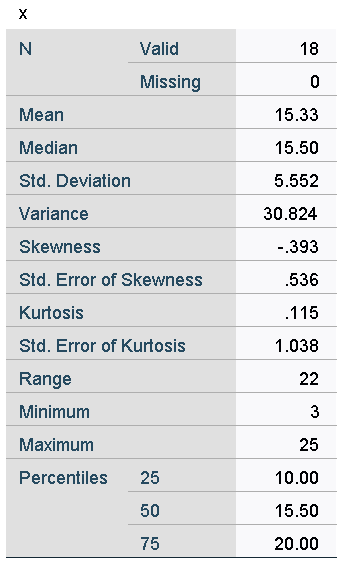 x
N Valid 18
Missing 0
Mean 15.33
Median 15.50
Std. Deviation 5.552
Variance 30.824
Skewness -.393
Std. Error of Skewness .536
Kurtosis .115
Std. Error of Kurtosis 1.038
Range 22
Minimum 3
Maximum 25
Percentiles 25 10.00
50 15.50
75 20.00